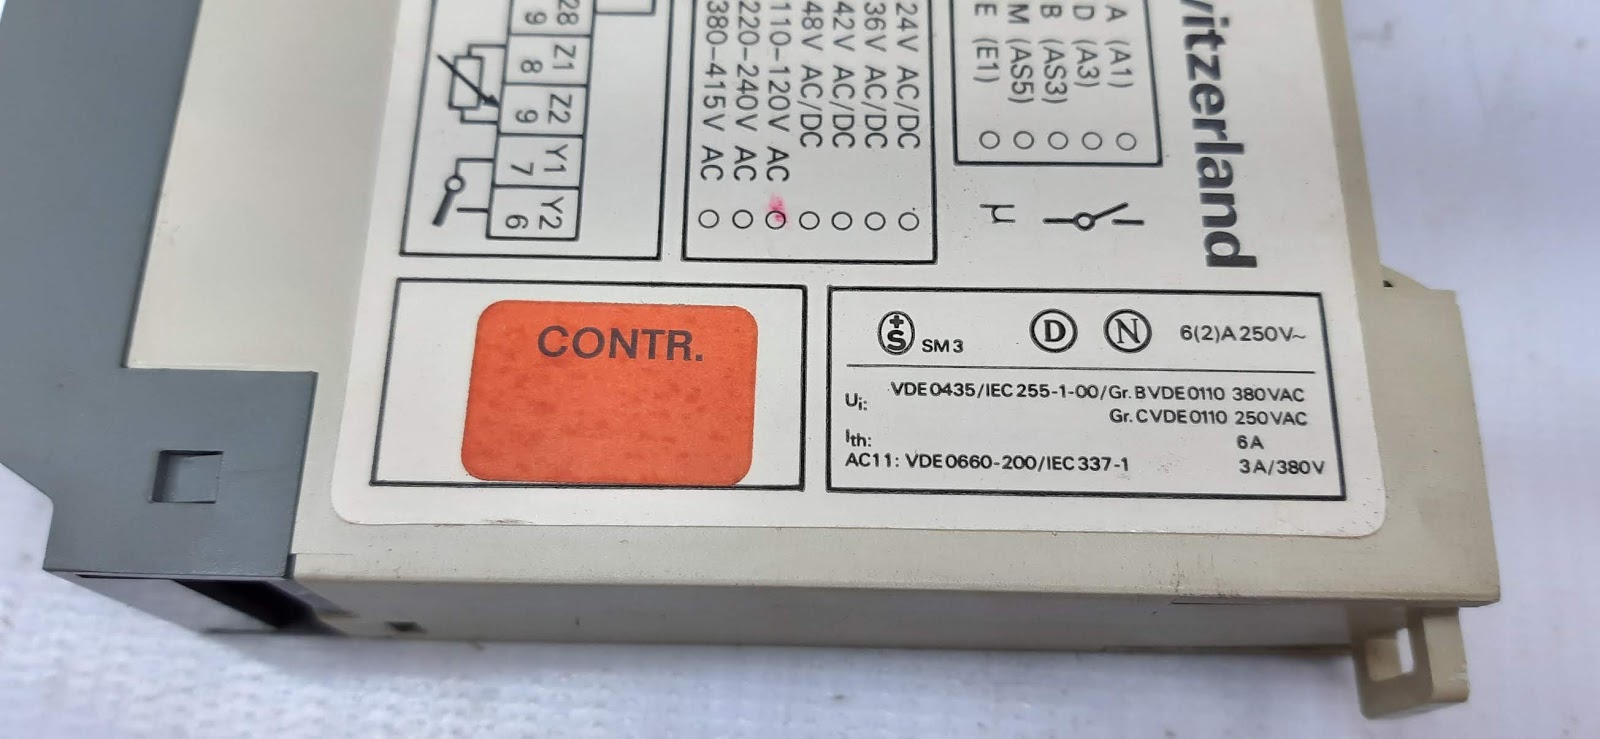 witzerland
A (A1) ○
D (A3) ○
B (AS3) ○
M (AS5) ○
E (E1) ○
µ
24V AC/DC ○
36V AC/DC ○
42V AC/DC ○
48V AC/DC ○
110-120V AC ○
220-240V AC ○
380-415V AC ○
28 Z1 Z2 Y1 Y2
9 8 9 7 6
CONTR.
+S SM3 D N 6(2)A 250V~
Ui: VDE 0435/IEC 255-1-00/Gr. B VDE 0110 380VAC
Gr. C VDE 0110 250VAC
Ith: 6A
AC11: VDE 0660-200/IEC 337-1 3A/380V